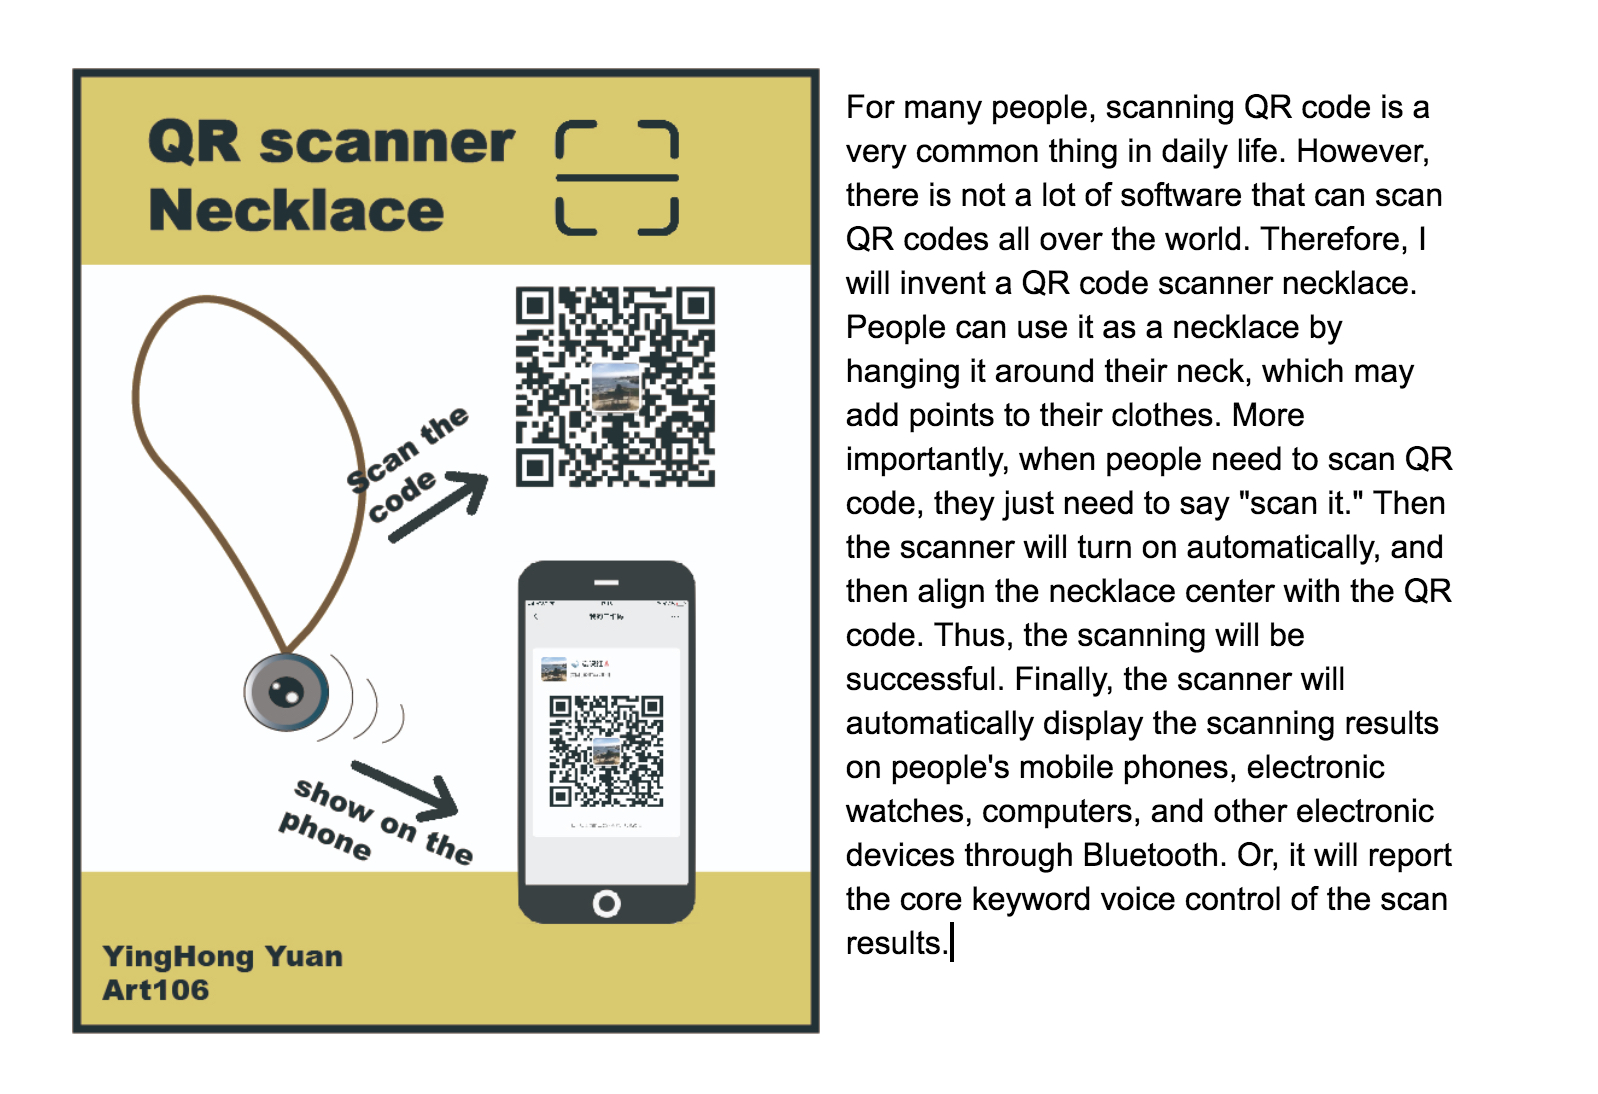 QR scanner
Necklace
Scan the
code
show on the
phone
YingHong Yuan
Art106
For many people, scanning QR code is a
very common thing in daily life. However,
there is not a lot of software that can scan
QR codes all over the world. Therefore, I
will invent a QR code scanner necklace.
People can use it as a necklace by
hanging it around their neck, which may
add points to their clothes. More
importantly, when people need to scan QR
code, they just need to say "scan it." Then
the scanner will turn on automatically, and
then align the necklace center with the QR
code. Thus, the scanning will be
successful. Finally, the scanner will
automatically display the scanning results
on people's mobile phones, electronic
watches, computers, and other electronic
devices through Bluetooth. Or, it will report
the core keyword voice control of the scan
results.